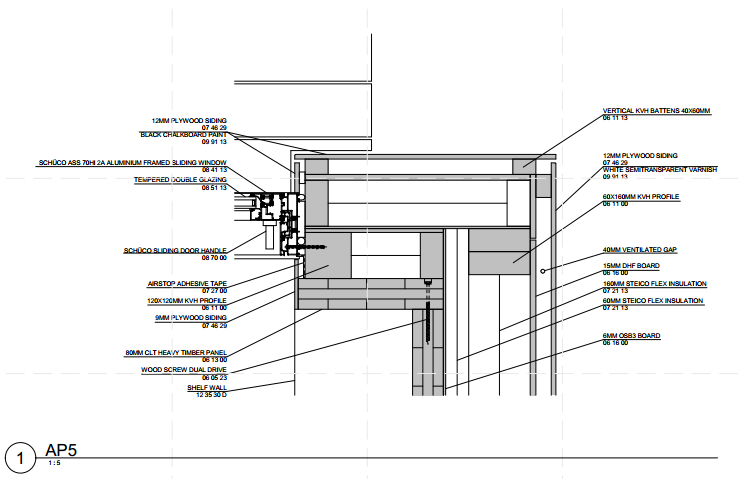 12MM PLYWOOD SIDING
07 46 29
BLACK CHALKBOARD PAINT
09 91 13
SCHÜCO ASS 70HI 2A ALUMINIUM FRAMED SLIDING WINDOW
08 41 13
TEMPERED DOUBLE GLAZING
08 51 13
SCHÜCO SLIDING DOOR HANDLE
08 70 00
AIRSTOP ADHESIVE TAPE
07 27 00
120X120MM KVH PROFILE
06 11 00
9MM PLYWOOD SIDING
07 46 29
80MM CLT HEAVY TIMBER PANEL
06 13 00
WOOD SCREW DUAL DRIVE
06 05 23
SHELF WALL
12 35 30 D
VERTICAL KVH BATTENS 40X60MM
06 11 13
12MM PLYWOOD SIDING
07 46 29
WHITE SEMITRANSPARENT VARNISH
09 91 13
60X160MM KVH PROFILE
06 11 00
40MM VENTILATED GAP
15MM DHF BOARD
06 16 00
160MM STEICO FLEX INSULATION
07 21 13
60MM STEICO FLEX INSULATION
07 21 13
6MM OSB3 BOARD
06 16 00
1
AP5
1 : 5